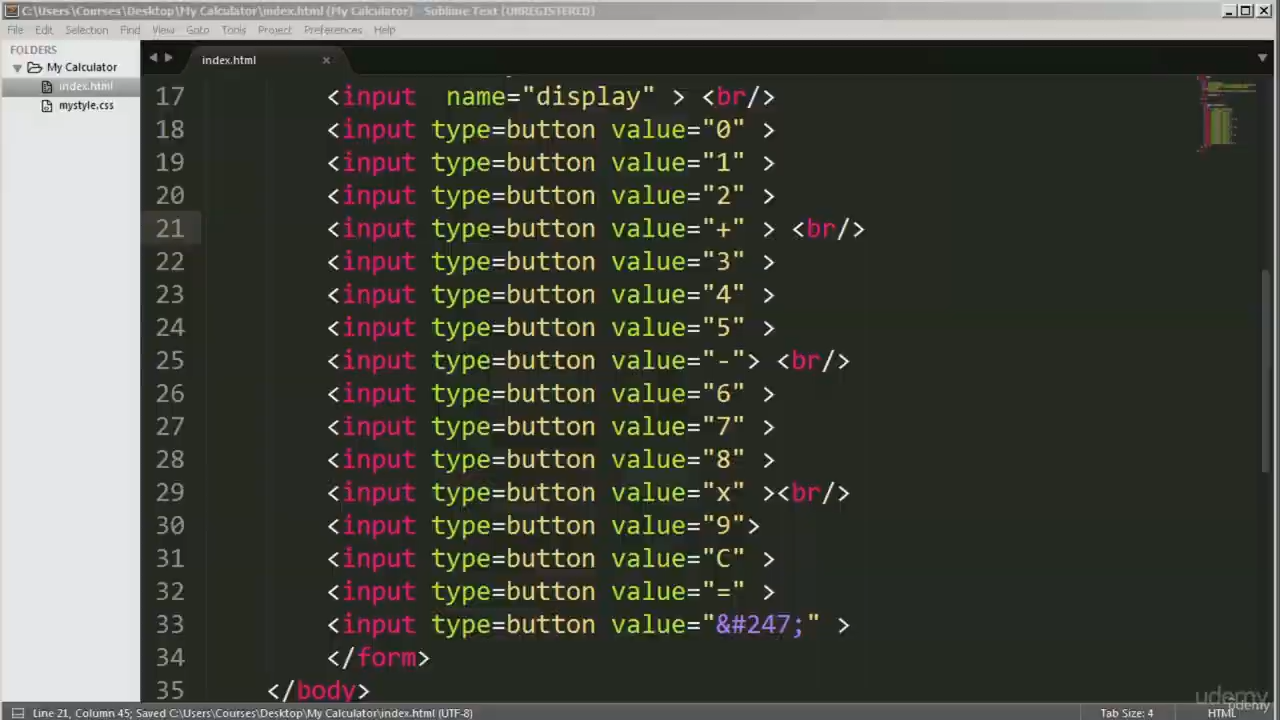 C:\Users\Courses\Desktop\My Calculator\index.html (My Calculator) - Sublime Text (UNREGISTERED)
File Edit Selection Find View Goto Tools Project Preferences Help
FOLDERS
My Calculator
index.html
mystyle.css
index.html
17 <input  name="display" > <br/>
18 <input type=button value="0" >
19 <input type=button value="1" >
20 <input type=button value="2" >
21 <input type=button value="+" > <br/>
22 <input type=button value="3" >
23 <input type=button value="4" >
24 <input type=button value="5" >
25 <input type=button value="-"> <br/>
26 <input type=button value="6" >
27 <input type=button value="7" >
28 <input type=button value="8" >
29 <input type=button value="x" ><br/>
30 <input type=button value="9">
31 <input type=button value="C" >
32 <input type=button value="=" >
33 <input type=button value="&#247;" >
34 </form>
35 </body>
Line 21, Column 45; Saved C:\Users\Courses\Desktop\My Calculator\index.html (UTF-8)
Tab Size: 4
HTML
udemy
udemy